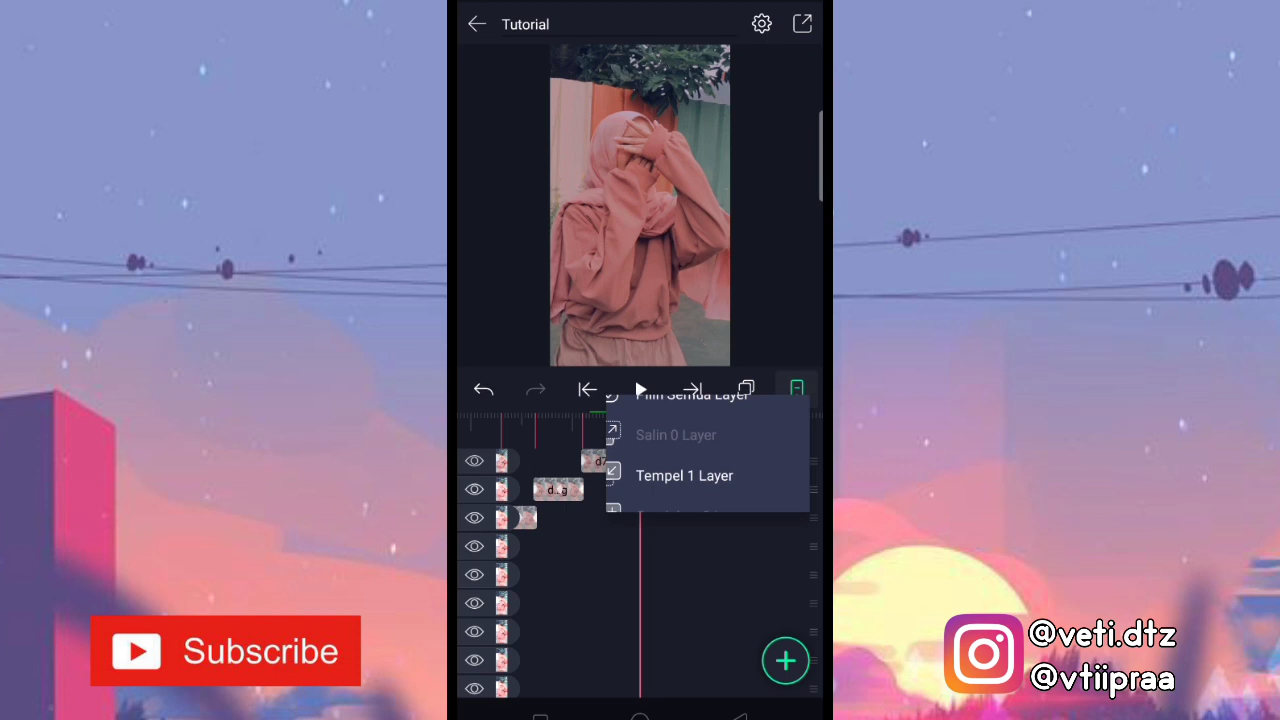 Tutorial
Pilih Semua Layer
Salin 0 Layer
Tempel 1 Layer
Subscribe
@veti.dtz
@vtiipraa